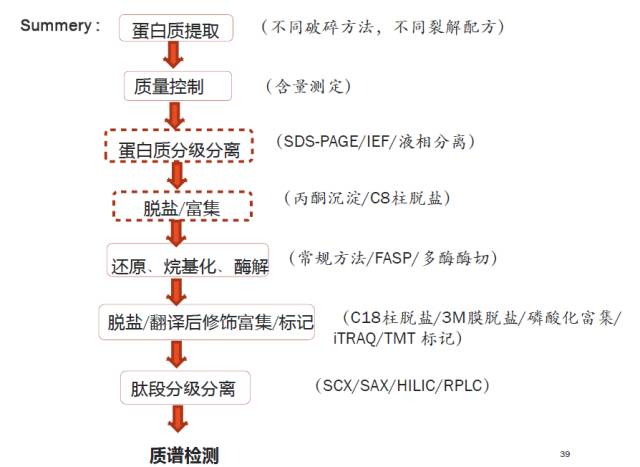 Summery： 蛋白质提取 （不同破碎方法，不同裂解配方）
质量控制 （含量测定）
蛋白质分级分离 （SDS-PAGE/IEF/液相分离）
脱盐/富集 （丙酮沉淀/C8柱脱盐）
还原、烷基化、酶解 （常规方法/FASP/多酶酶切）
脱盐/翻译后修饰富集/标记 （C18柱脱盐/3M膜脱盐/磷酸化富集/
iTRAQ/TMT 标记）
肽段分级分离 （SCX/SAX/HILIC/RPLC）
质谱检测
39